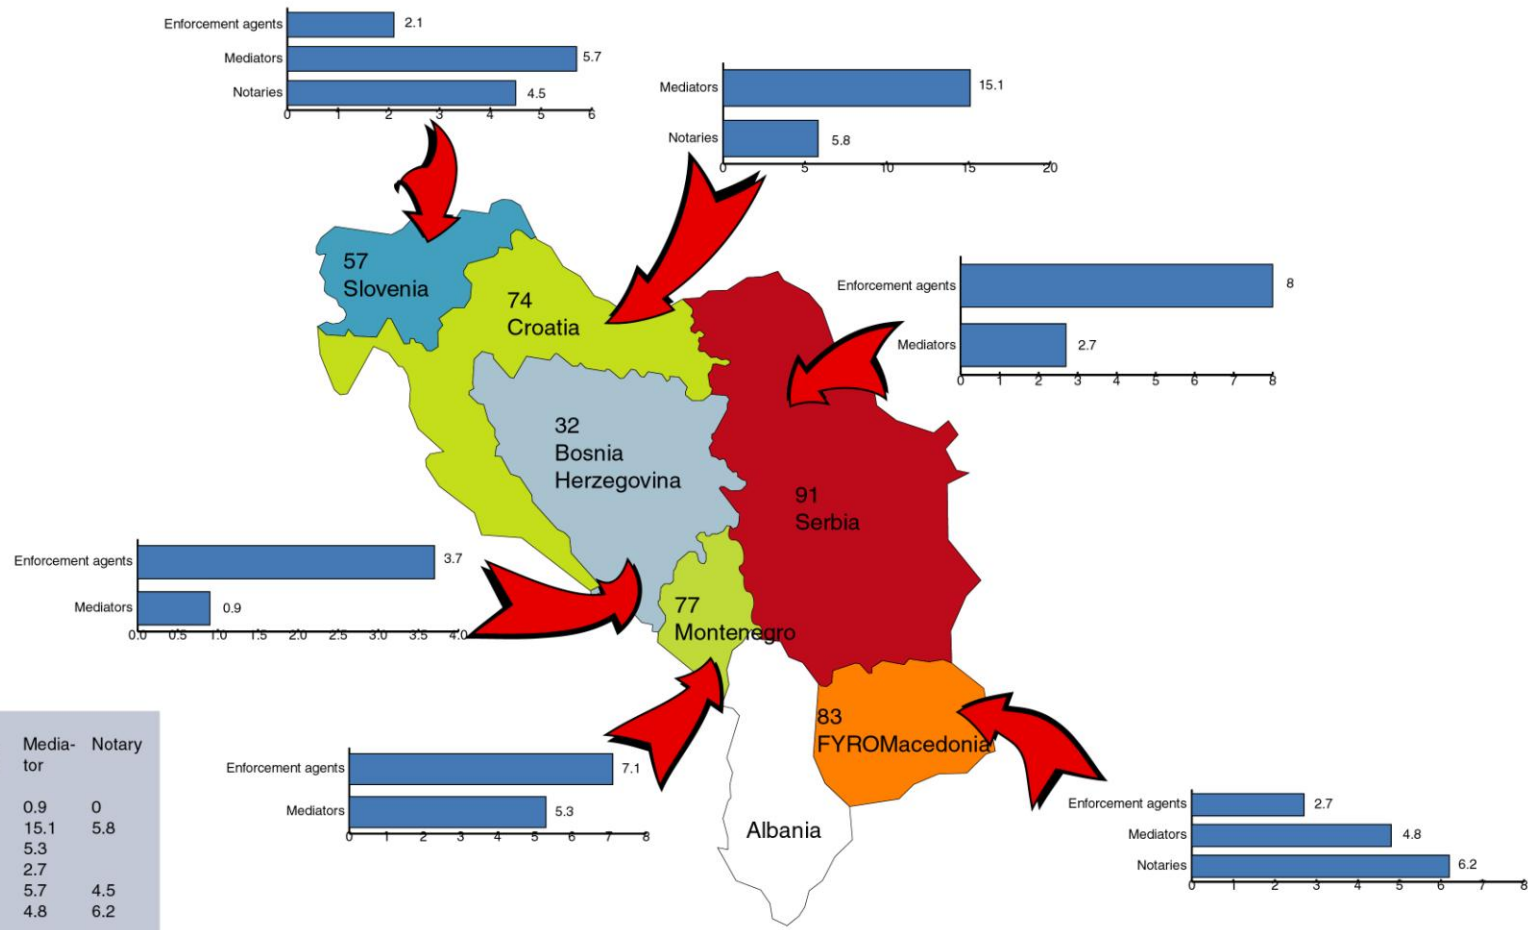 Enforcement agents 2.1
Mediators 5.7
Notaries 4.5
0 1 2 3 4 5 6
Mediators 15.1
Notaries 5.8
0 5 10 15 20
Enforcement agents 8
Mediators 2.7
0 1 2 3 4 5 6 7 8
57
Slovenia
74
Croatia
32
Bosnia
Herzegovina
91
Serbia
77
Montenegro
83
FYROMacedonia
Albania
Enforcement agents 3.7
Mediators 0.9
0.0 0.5 1.0 1.5 2.0 2.5 3.0 3.5 4.0
Enforcement agents 7.1
Mediators 5.3
0 1 2 3 4 5 6 7 8
Enforcement agents 2.7
Mediators 4.8
Notaries 6.2
0 1 2 3 4 5 6 7 8
Media- Notary
tor
0.9 0
15.1 5.8
5.3
2.7
5.7 4.5
4.8 6.2